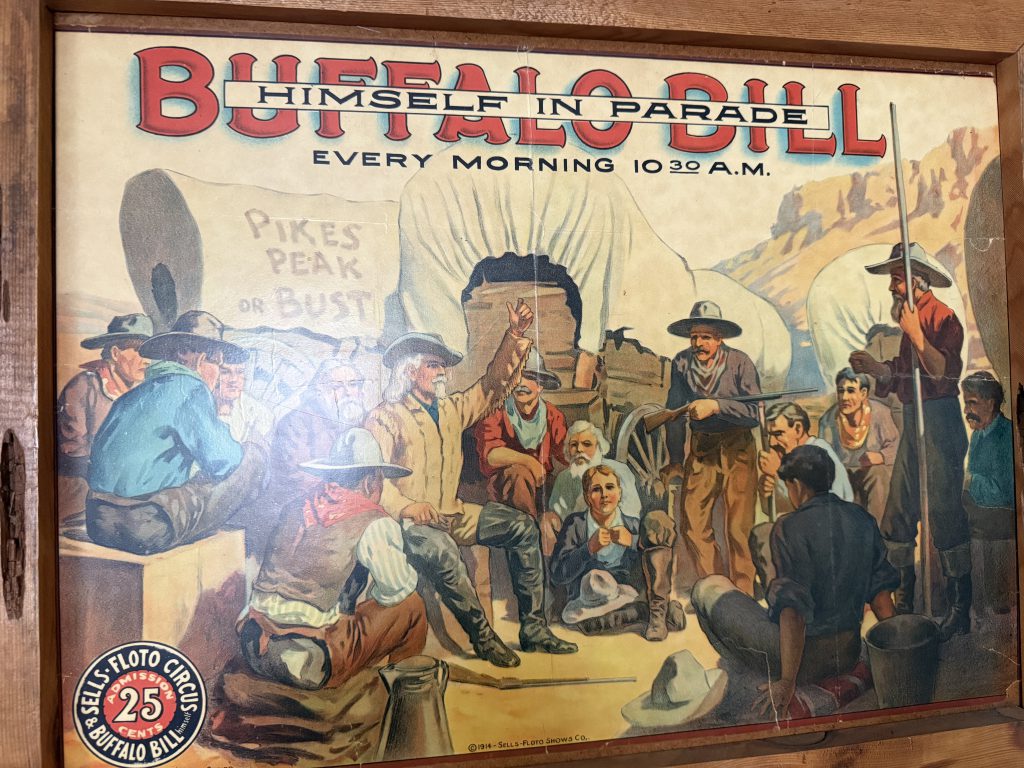 BUFFALO BILL
HIMSELF IN PARADE
EVERY MORNING 10 30 A.M.
PIKES
PEAK
OR BUST
SELLS-FLOTO CIRCUS
ADMISSION
25
CENTS
& BUFFALO BILL himself
©1914-SELLS-FLOTO SHOWS CO.